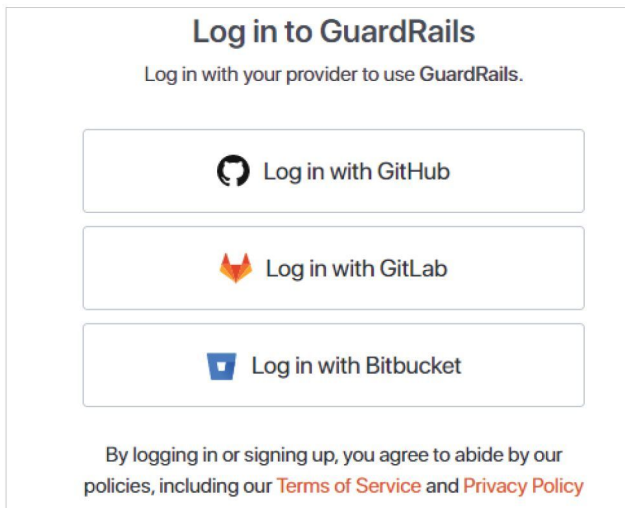 Log in to GuardRails
Log in with your provider to use GuardRails.
Log in with GitHub
Log in with GitLab
Log in with Bitbucket
By logging in or signing up, you agree to abide by our
policies, including our Terms of Service and Privacy Policy